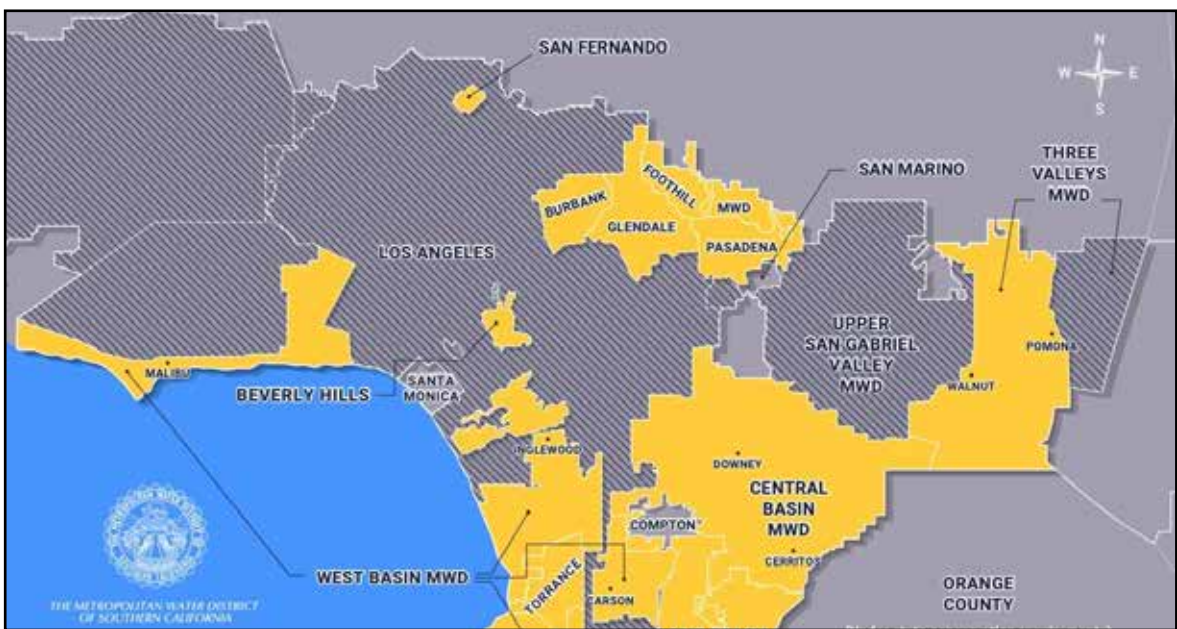 SAN FERNANDO
N
W E
S
THREE
VALLEYS
MWD
SAN MARINO
FOOTHILL
MWD
BURBANK
GLENDALE
PASADENA
LOS ANGELES
UPPER
SAN GABRIEL
VALLEY
MWD
POMONA
WALNUT
MALIBU
BEVERLY HILLS
SANTA
MONICA
INGLEWOOD
DOWNEY
CENTRAL
BASIN
MWD
COMPTON
CERRITOS
WEST BASIN MWD
TORRANCE
CARSON
ORANGE
COUNTY
THE METROPOLITAN WATER DISTRICT
OF SOUTHERN CALIFORNIA